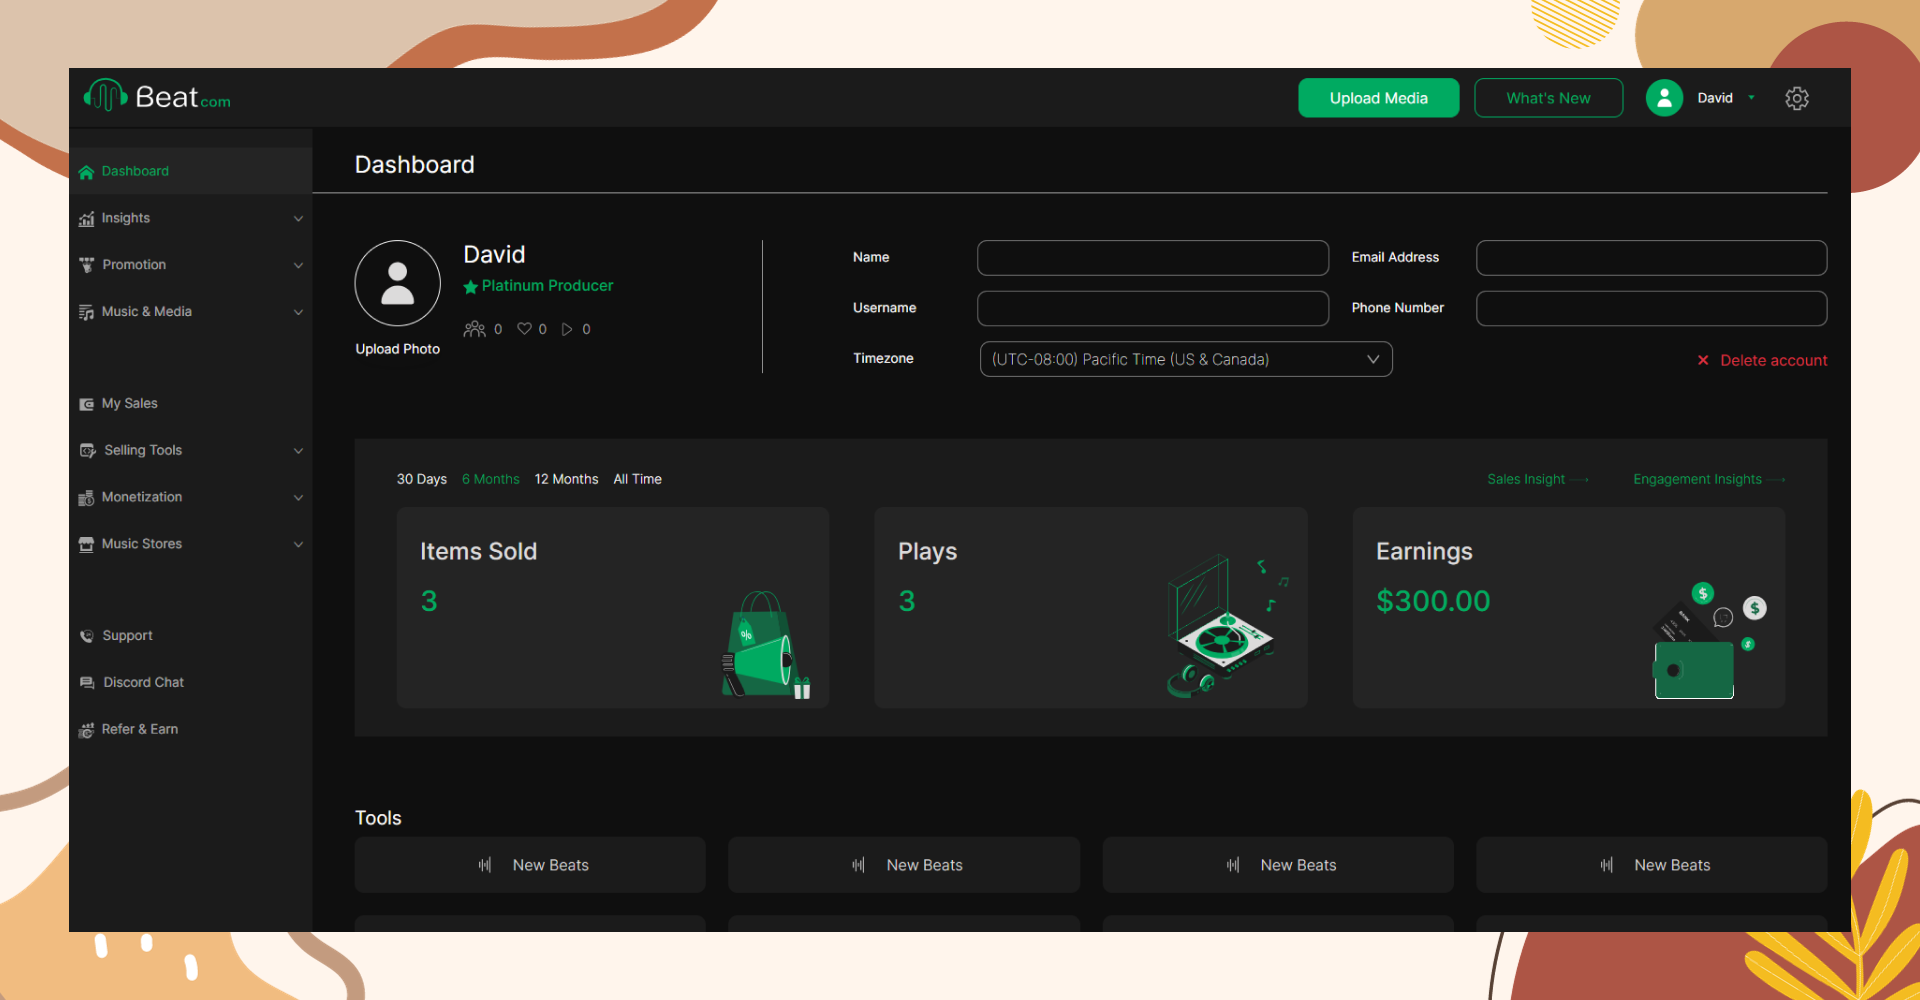 Beat.com
Upload Media
What's New
David
Dashboard
Insights
Promotion
Music & Media
My Sales
Selling Tools
Monetization
Music Stores
Support
Discord Chat
Refer & Earn
Dashboard
David
Platinum Producer
0 0 0
Upload Photo
Name
Email Address
Username
Phone Number
Timezone
(UTC-08:00) Pacific Time (US & Canada)
Delete account
30 Days 6 Months 12 Months All Time
Sales Insight
Engagement Insights
Items Sold
3
%
Plays
3
Earnings
$300.00
$
$
$
BANK
Tools
New Beats
New Beats
New Beats
New Beats